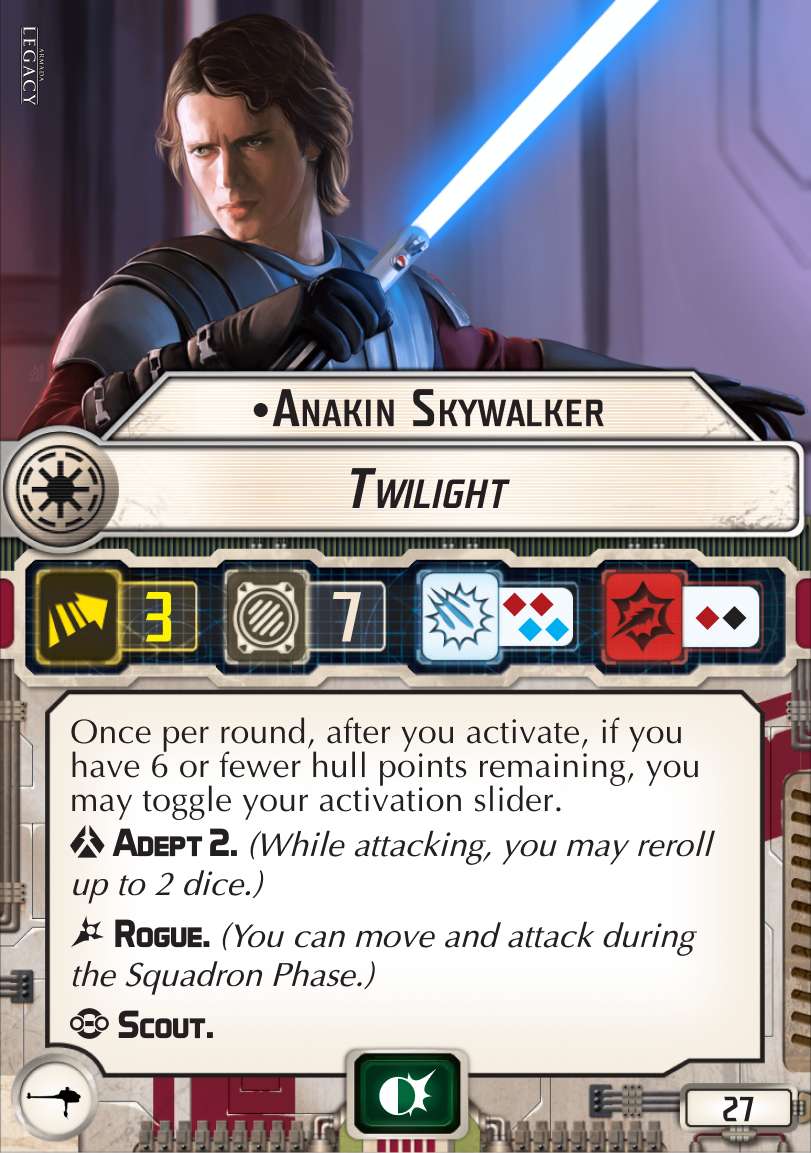 ARMADA
LEGACY
•Anakin Skywalker
Twilight
3
7
Once per round, after you activate, if you
have 6 or fewer hull points remaining, you
may toggle your activation slider.
Adept 2. (While attacking, you may reroll
up to 2 dice.)
Rogue. (You can move and attack during
the Squadron Phase.)
Scout.
27